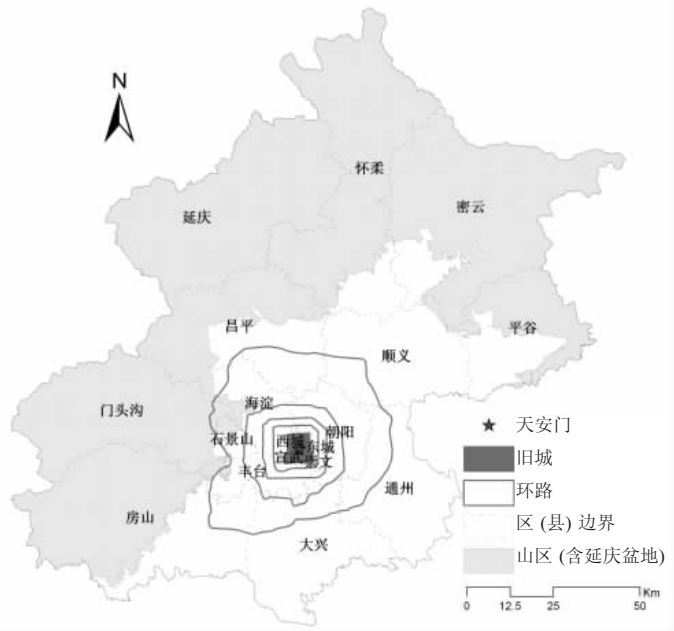 N
怀柔
密云
延庆
昌平
平谷
顺义
门头沟
海淀
石景山
朝阳
西城
东城
宣武
崇文
丰台
通州
房山
大兴
天安门
旧城
环路
区(县)边界
山区(含延庆盆地)
Km
0 12.5 25 50